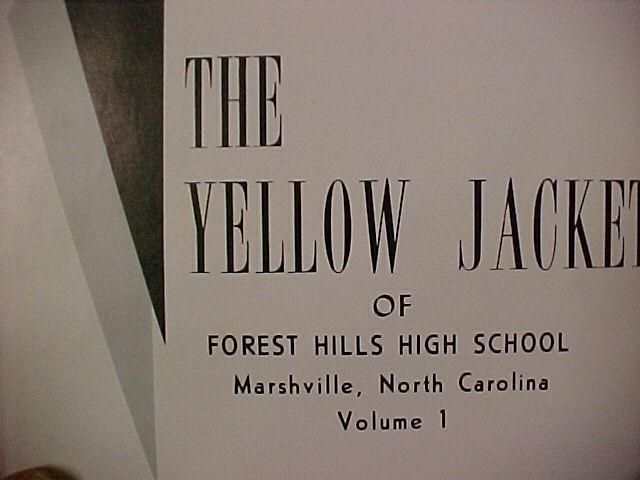 THE
YELLOW JACKET
OF
FOREST HILLS HIGH SCHOOL
Marshville, North Carolina
Volume 1